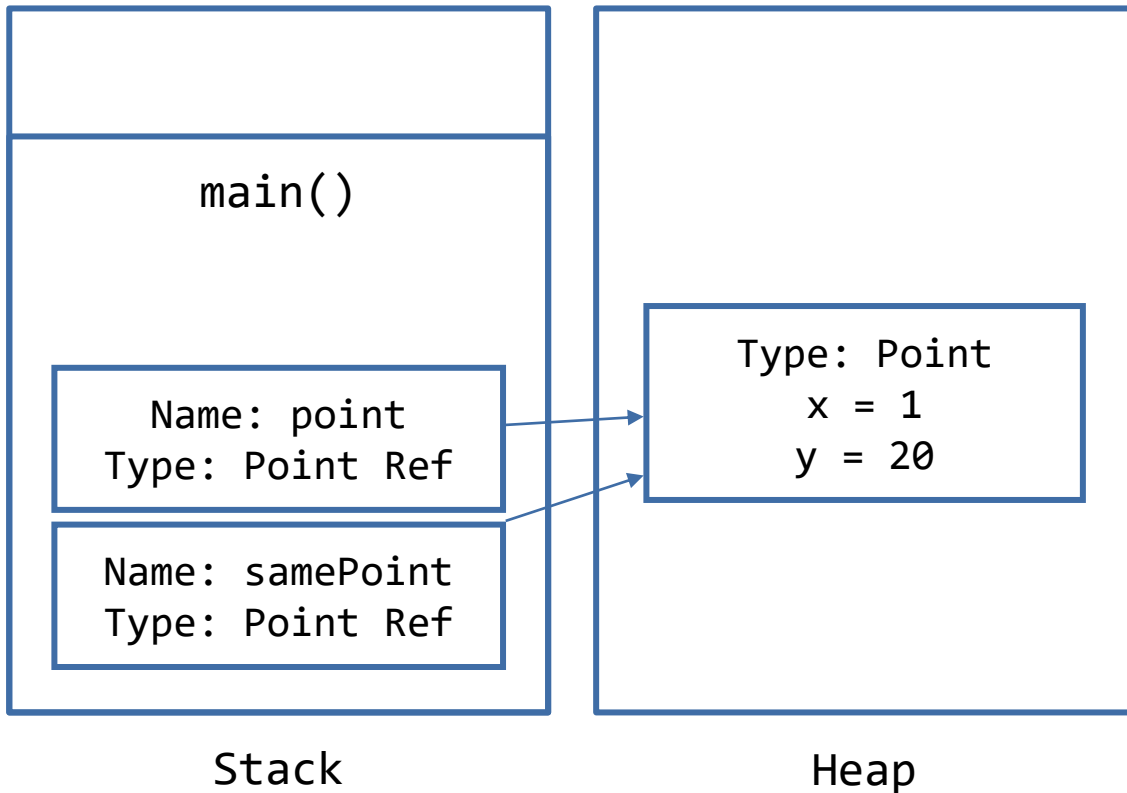 main()
Name: point
Type: Point Ref
Name: samePoint
Type: Point Ref
Stack
Type: Point
x = 1
y = 20
Heap